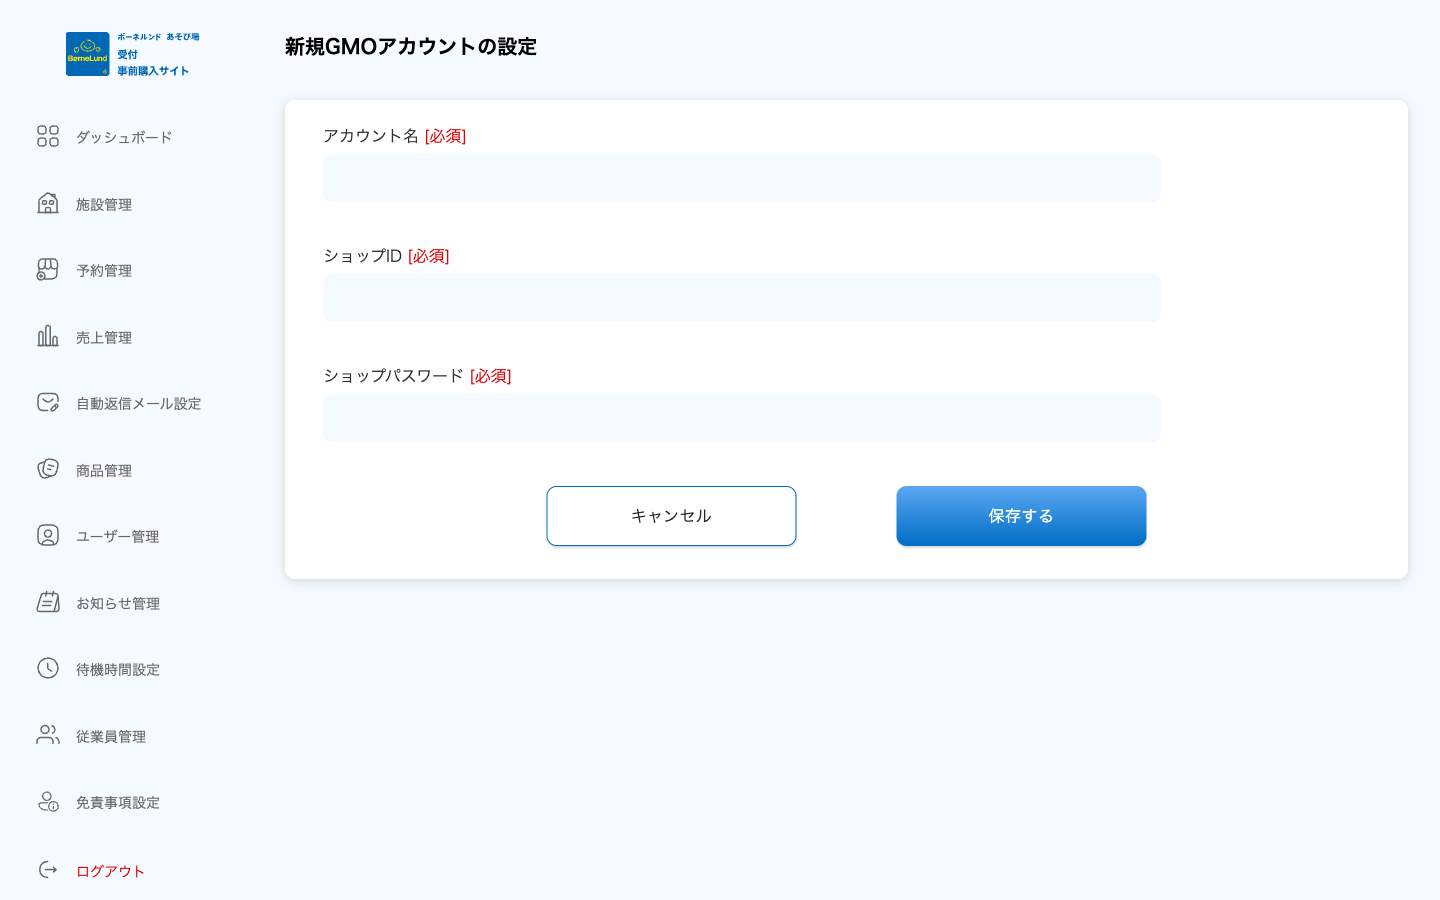 ボーネルンド あそび場
受付
事前購入サイト
BørneLund
新規GMOアカウントの設定
ダッシュボード
施設管理
予約管理
売上管理
自動返信メール設定
商品管理
ユーザー管理
お知らせ管理
待機時間設定
従業員管理
免責事項設定
ログアウト
アカウント名 [必須]
ショップID [必須]
ショップパスワード [必須]
キャンセル
保存する